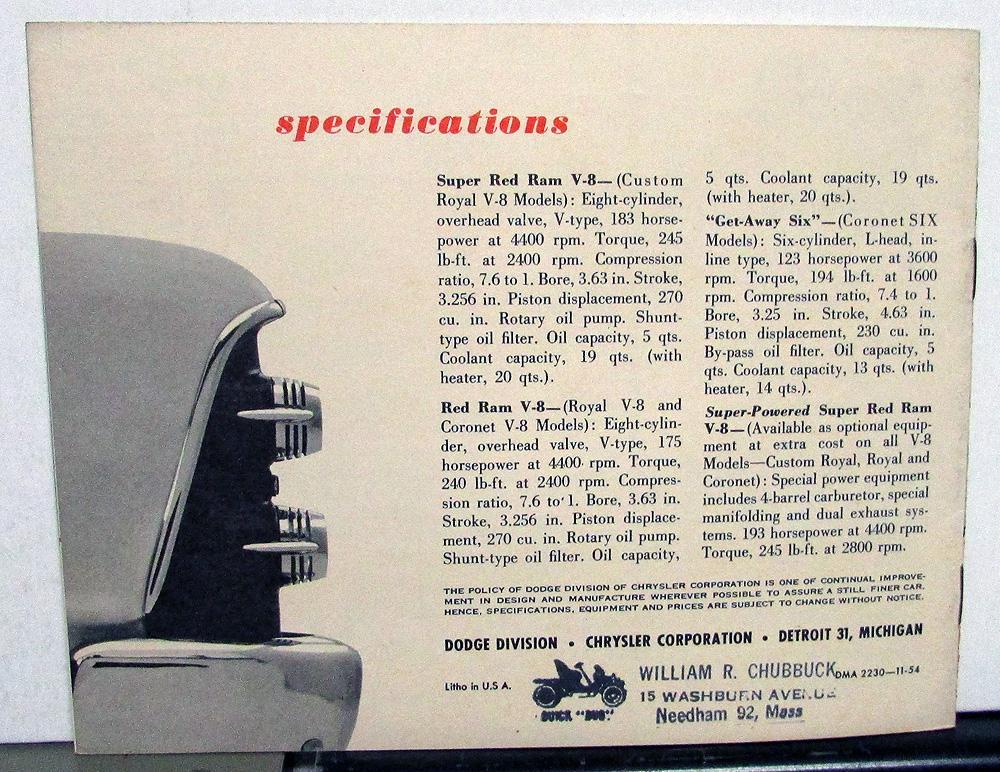 specifications
Super Red Ram V-8—(Custom
Royal V-8 Models): Eight-cylinder,
overhead valve, V-type, 183 horse-
power at 4400 rpm. Torque, 245
lb-ft. at 2400 rpm. Compression
ratio, 7.6 to 1. Bore, 3.63 in. Stroke,
3.256 in. Piston displacement, 270
cu. in. Rotary oil pump. Shunt-
type oil filter. Oil capacity, 5 qts.
Coolant capacity, 19 qts. (with
heater, 20 qts.).
Red Ram V-8—(Royal V-8 and
Coronet V-8 Models): Eight-cylin-
der, overhead valve, V-type, 175
horsepower at 4400 rpm. Torque,
240 lb-ft. at 2400 rpm. Compres-
sion ratio, 7.6 to 1. Bore, 3.63 in.
Stroke, 3.256 in. Piston displace-
ment, 270 cu. in. Rotary oil pump.
Shunt-type oil filter. Oil capacity,
5 qts. Coolant capacity, 19 qts.
(with heater, 20 qts.).
“Get-Away Six”—(Coronet SIX
Models): Six-cylinder, L-head, in-
line type, 123 horsepower at 3600
rpm. Torque, 194 lb-ft. at 1600
rpm. Compression ratio, 7.4 to 1.
Bore, 3.25 in. Stroke, 4.63 in.
Piston displacement, 230 cu. in.
By-pass oil filter. Oil capacity, 5
qts. Coolant capacity, 13 qts. (with
heater, 14 qts.).
Super-Powered Super Red Ram
V-8—(Available as optional equip-
ment at extra cost on all V-8
Models—Custom Royal, Royal and
Coronet): Special power equipment
includes 4-barrel carburetor, special
manifolding and dual exhaust sys-
tems. 193 horsepower at 4400 rpm.
Torque, 245 lb-ft. at 2800 rpm.
THE POLICY OF DODGE DIVISION OF CHRYSLER CORPORATION IS ONE OF CONTINUAL IMPROVE-
MENT IN DESIGN AND MANUFACTURE WHEREVER POSSIBLE TO ASSURE A STILL FINER CAR.
HENCE, SPECIFICATIONS, EQUIPMENT AND PRICES ARE SUBJECT TO CHANGE WITHOUT NOTICE.
DODGE DIVISION • CHRYSLER CORPORATION • DETROIT 31, MICHIGAN
Litho in U.S.A.
BUICK "BUG"
WILLIAM R. CHUBBUCK
DMA 2230—11-54
15 WASHBURN AVENUE
Needham 92, Mass